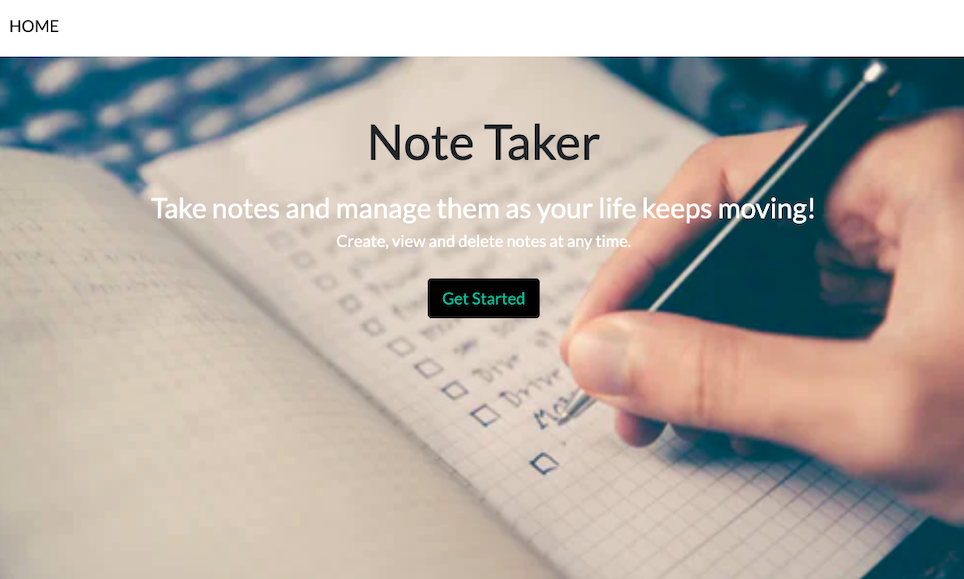 HOME
Note Taker
Take notes and manage them as your life keeps moving!
Create, view and delete notes at any time.
Get Started
Drive